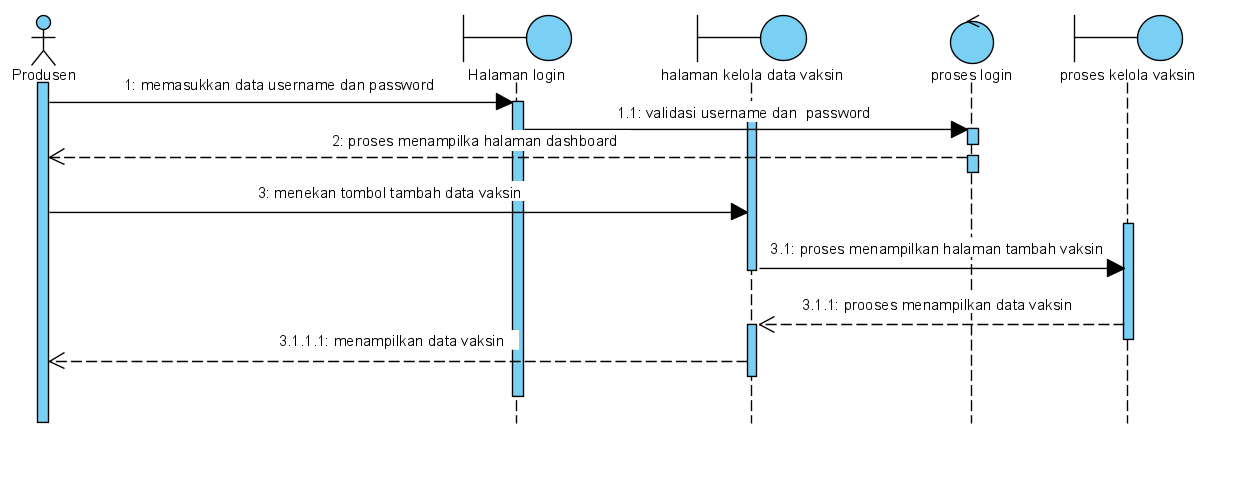 Produsen
Halaman login
halaman kelola data vaksin
proses login
proses kelola vaksin
1: memasukkan data username dan password
1.1: validasi username dan  password
2: proses menampilka halaman dashboard
3: menekan tombol tambah data vaksin
3.1: proses menampilkan halaman tambah vaksin
3.1.1: prooses menampilkan data vaksin
3.1.1.1: menampilkan data vaksin